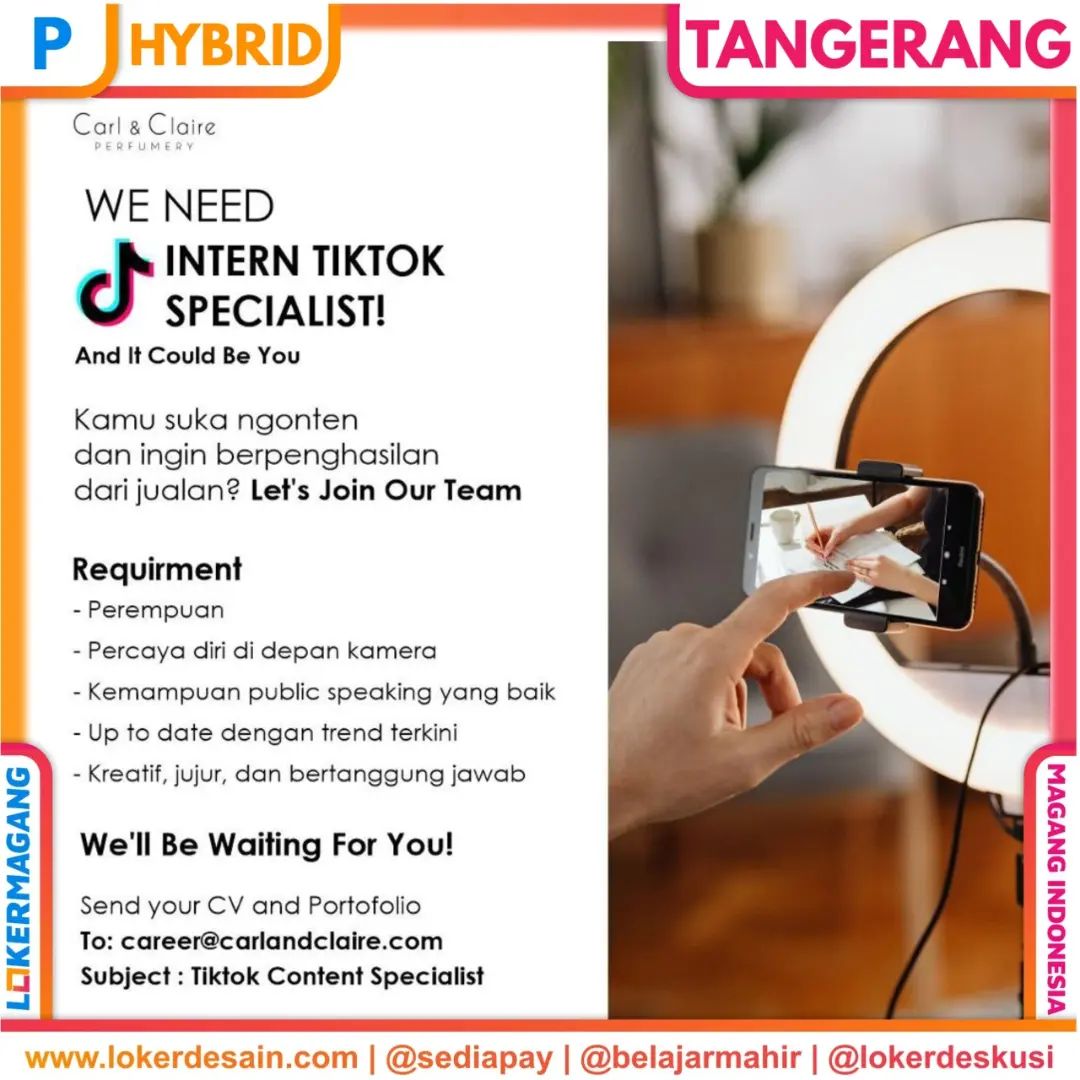 P
HYBRID
TANGERANG
Carl & Claire
PERFUMERY
WE NEED
INTERN TIKTOK
SPECIALIST!
And It Could Be You
Kamu suka ngonten
dan ingin berpenghasilan
dari jualan? Let's Join Our Team
Requirment
- Perempuan
- Percaya diri di depan kamera
- Kemampuan public speaking yang baik
- Up to date dengan trend terkini
- Kreatif, jujur, dan bertanggung jawab
We'll Be Waiting For You!
Send your CV and Portofolio
To: career@carlandclaire.com
Subject : Tiktok Content Specialist
LOKERMAGANG
MAGANG INDONESIA
www.lokerdesain.com | @sediapay | @belajarmahir | @lokerdeskusi